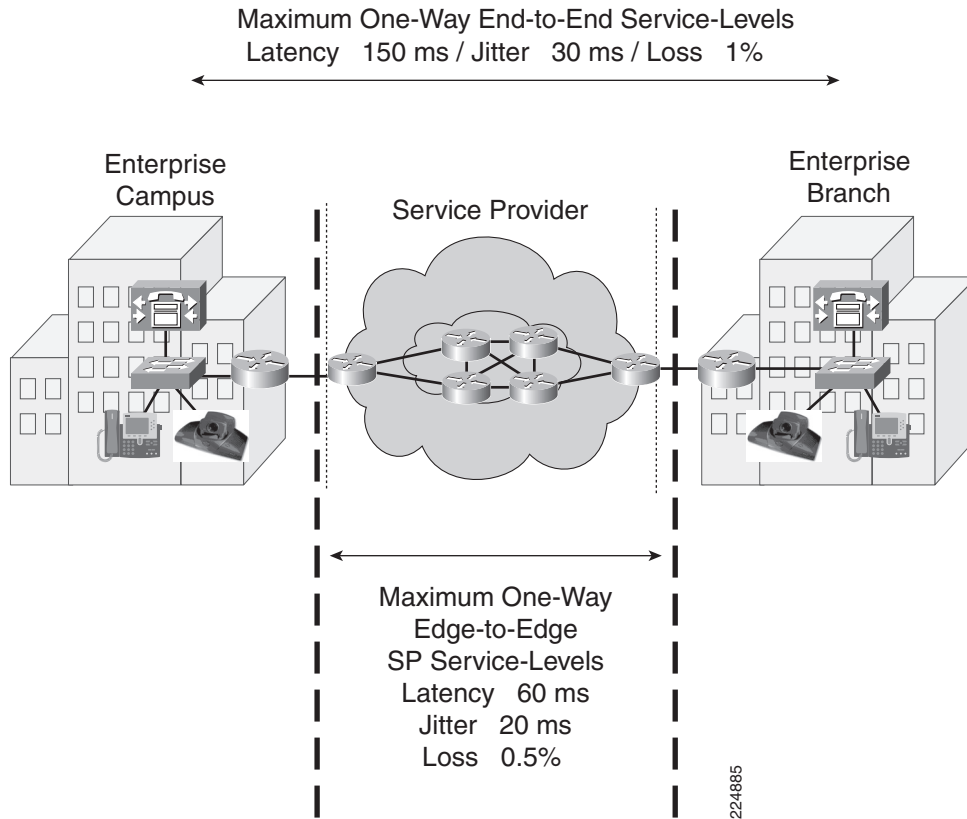 Maximum One-Way End-to-End Service-Levels
Latency 150 ms / Jitter 30 ms / Loss 1%
Enterprise
Campus
Service Provider
Enterprise
Branch
Maximum One-Way
Edge-to-Edge
SP Service-Levels
Latency 60 ms
Jitter 20 ms
Loss 0.5%
224885